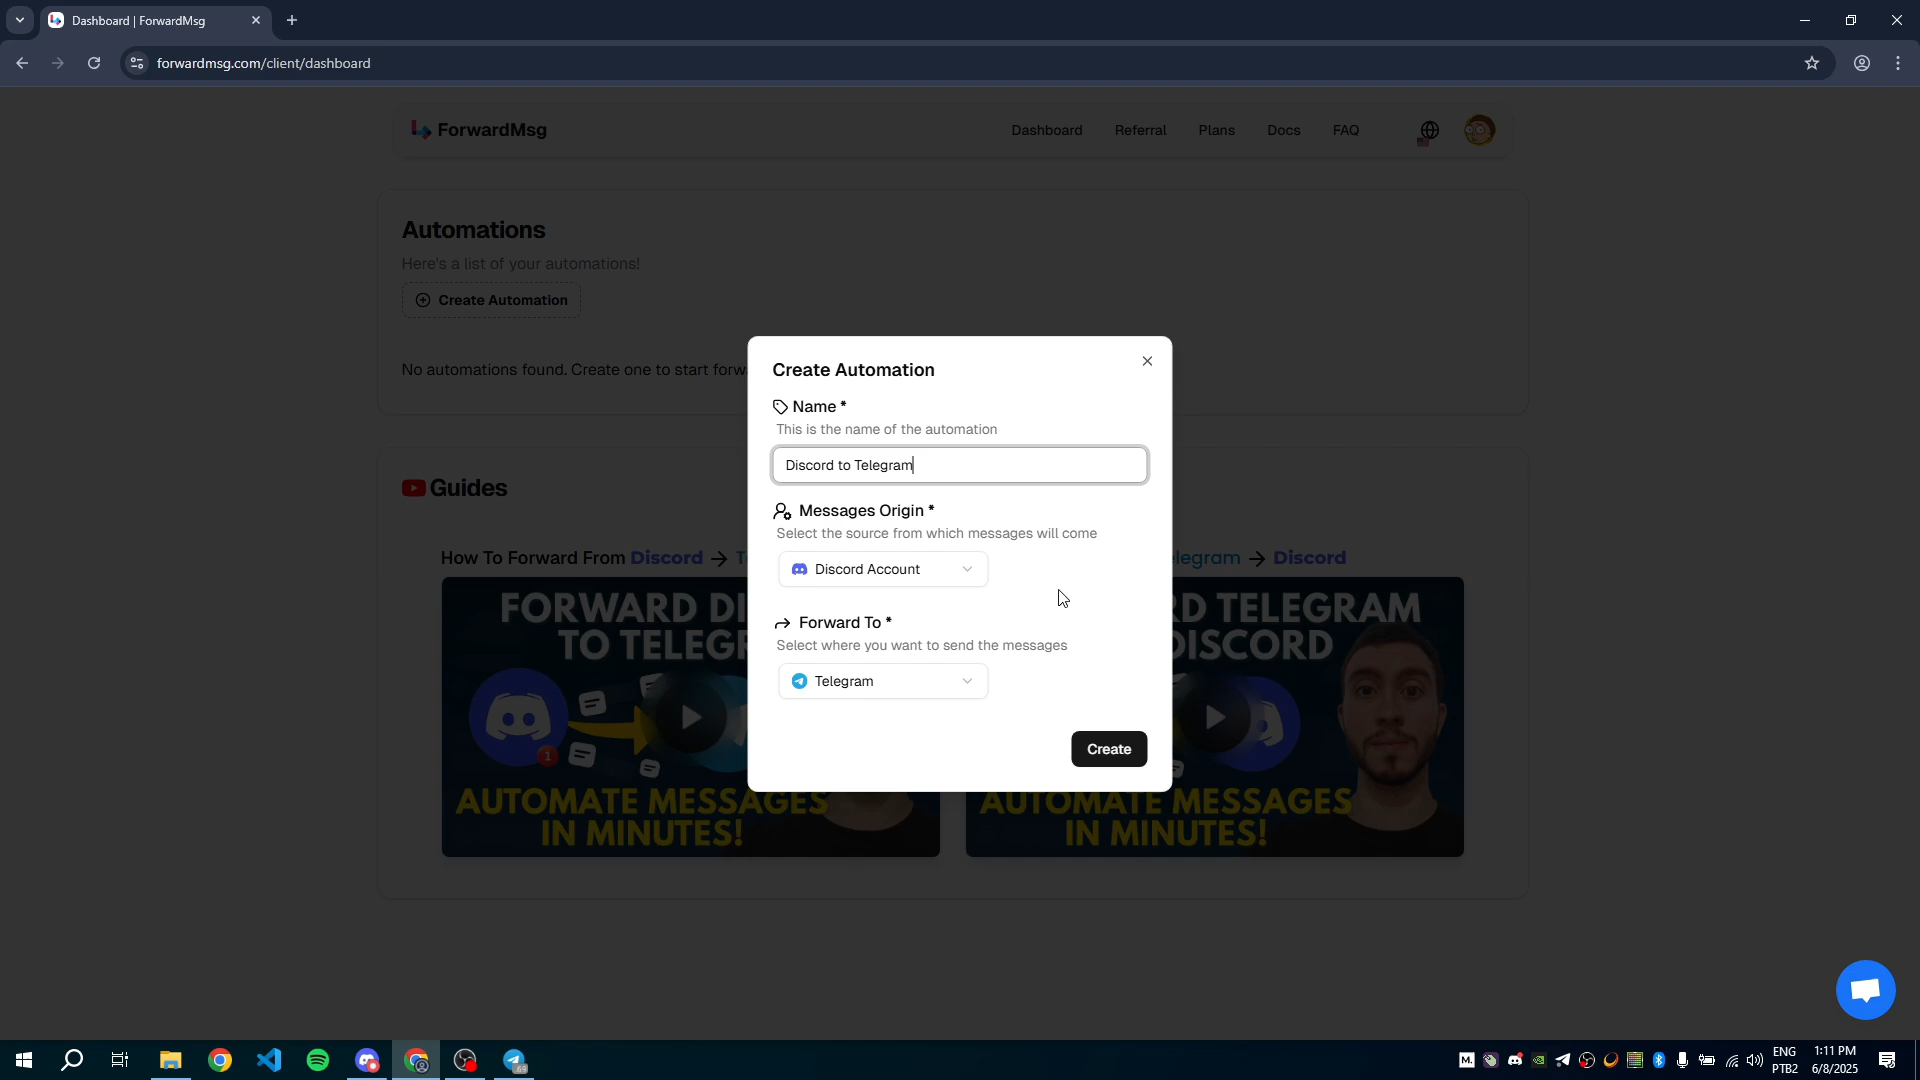 Dashboard | ForwardMsg
forwardmsg.com/client/dashboard
ForwardMsg
Dashboard
Referral
Plans
Docs
FAQ
Automations
Here's a list of your automations!
Create Automation
No automations found. Create one to start forw
Create Automation
Name *
This is the name of the automation
Discord to Telegram
Messages Origin *
Select the source from which messages will come
Discord Account
Forward To *
Select where you want to send the messages
Telegram
Create
Guides
How To Forward From Discord → T
legram → Discord
FORWARD DI
TO TELEG
1
AUTOMATE MESSAGES
IN MINUTES!
D TELEGRAM
DISCORD
AUTOMATE MESSAGES
IN MINUTES!
M.
ENG
PTB2
1:11 PM
6/8/2025